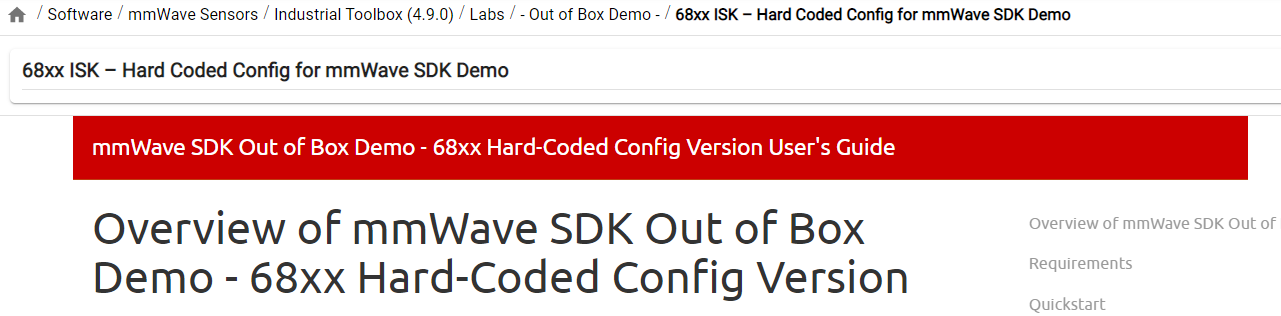 / Software / mmWave Sensors / Industrial Toolbox (4.9.0) / Labs / - Out of Box Demo - / 68xx ISK – Hard Coded Config for mmWave SDK Demo
68xx ISK – Hard Coded Config for mmWave SDK Demo
mmWave SDK Out of Box Demo - 68xx Hard-Coded Config Version User's Guide
Overview of mmWave SDK Out of Box
Demo - 68xx Hard-Coded Config Version
Overview of mmWave SDK Out of
Requirements
Quickstart